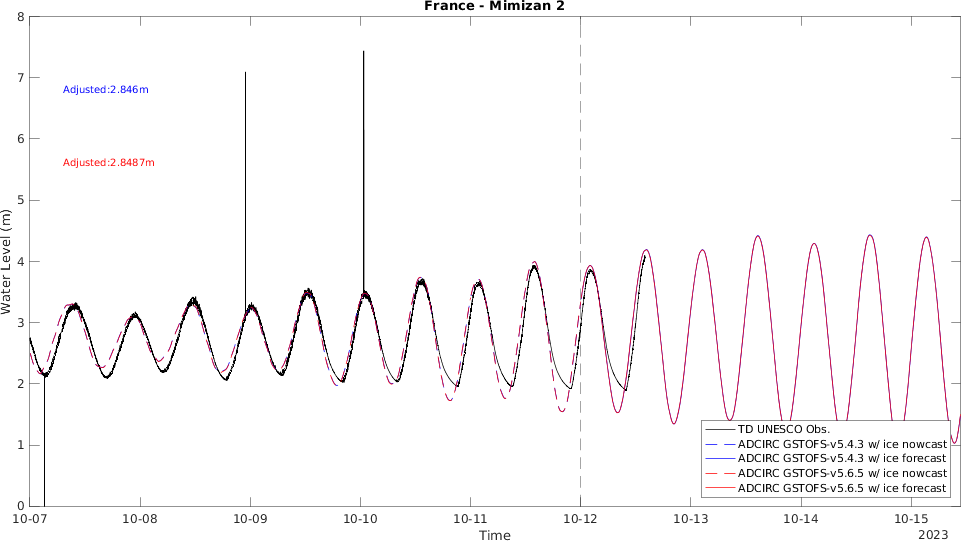 France - Mimizan 2
8
7
6
5
4
3
2
1
0
Water Level (m)
Adjusted:2.846m
Adjusted:2.8487m
TD UNESCO Obs.
ADCIRC GSTOFS-v5.4.3 w/ ice nowcast
ADCIRC GSTOFS-v5.4.3 w/ ice forecast
ADCIRC GSTOFS-v5.6.5 w/ ice nowcast
ADCIRC GSTOFS-v5.6.5 w/ ice forecast
10-07 10-08 10-09 10-10 10-11 10-12 10-13 10-14 10-15
Time
2023